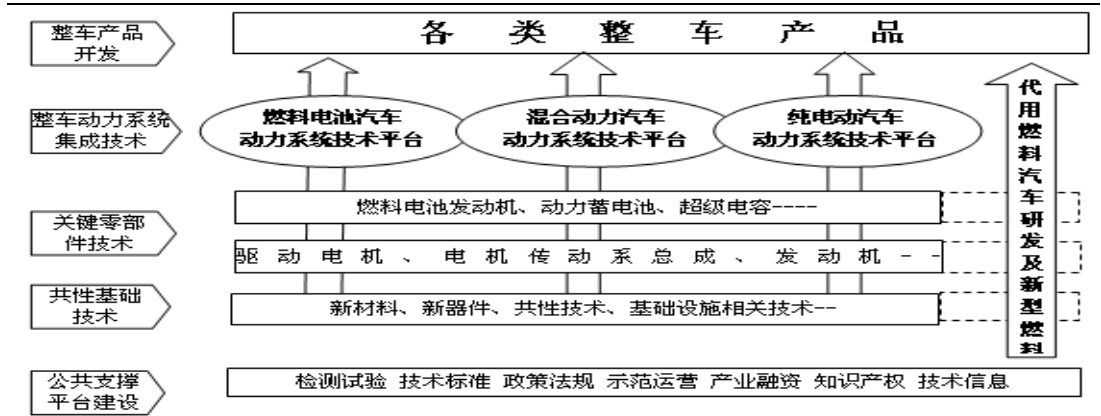 整车产品
开发
各类整车产品
整车动力系统
集成技术
燃料电池汽车
动力系统技术平台
混合动力汽车
动力系统技术平台
纯电动汽车
动力系统技术平台
代用燃料汽车研发及新型燃料
关键零部
件技术
燃料电池发动机、动力蓄电池、超级电容----
驱动电机、电机传动系总成、发动机--
共性基础
技术
新材料、新器件、共性技术、基础设施相关技术--
公共支撑
平台建设
检测试验 技术标准 政策法规 示范运营 产业融资 知识产权 技术信息